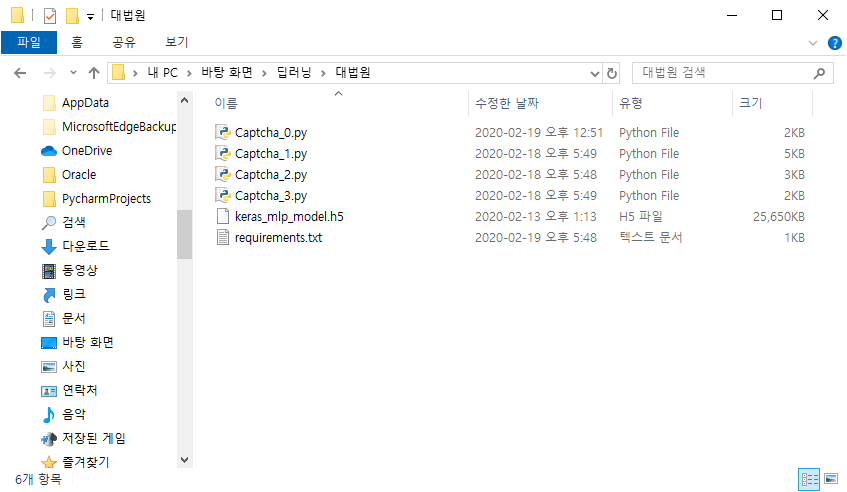 대법원
파일 홈 공유 보기
내 PC 바탕 화면 딥러닝 대법원 대법원 검색
이름 수정한 날짜 유형 크기
AppData
MicrosoftEdgeBackup
OneDrive
Oracle
PycharmProjects
검색
다운로드
동영상
링크
문서
바탕 화면
사진
연락처
음악
저장된 게임
즐겨찾기
Captcha_0.py 2020-02-19 오후 12:51 Python File 2KB
Captcha_1.py 2020-02-18 오후 5:49 Python File 5KB
Captcha_2.py 2020-02-18 오후 5:48 Python File 3KB
Captcha_3.py 2020-02-18 오후 5:49 Python File 2KB
keras_mlp_model.h5 2020-02-13 오후 1:13 H5 파일 25,650KB
requirements.txt 2020-02-19 오후 5:48 텍스트 문서 1KB
6개 항목